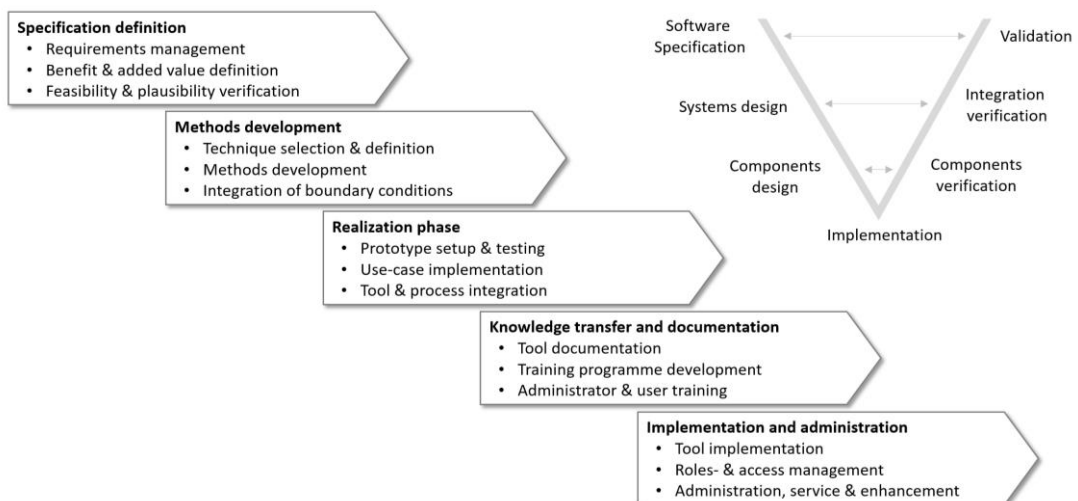 Specification definition
• Requirements management
• Benefit & added value definition
• Feasibility & plausibility verification
Methods development
• Technique selection & definition
• Methods development
• Integration of boundary conditions
Realization phase
• Prototype setup & testing
• Use-case implementation
• Tool & process integration
Knowledge transfer and documentation
• Tool documentation
• Training programme development
• Administrator & user training
Implementation and administration
• Tool implementation
• Roles- & access management
• Administration, service & enhancement
Software
Specification
Validation
Systems design
Integration
verification
Components
design
Components
verification
Implementation